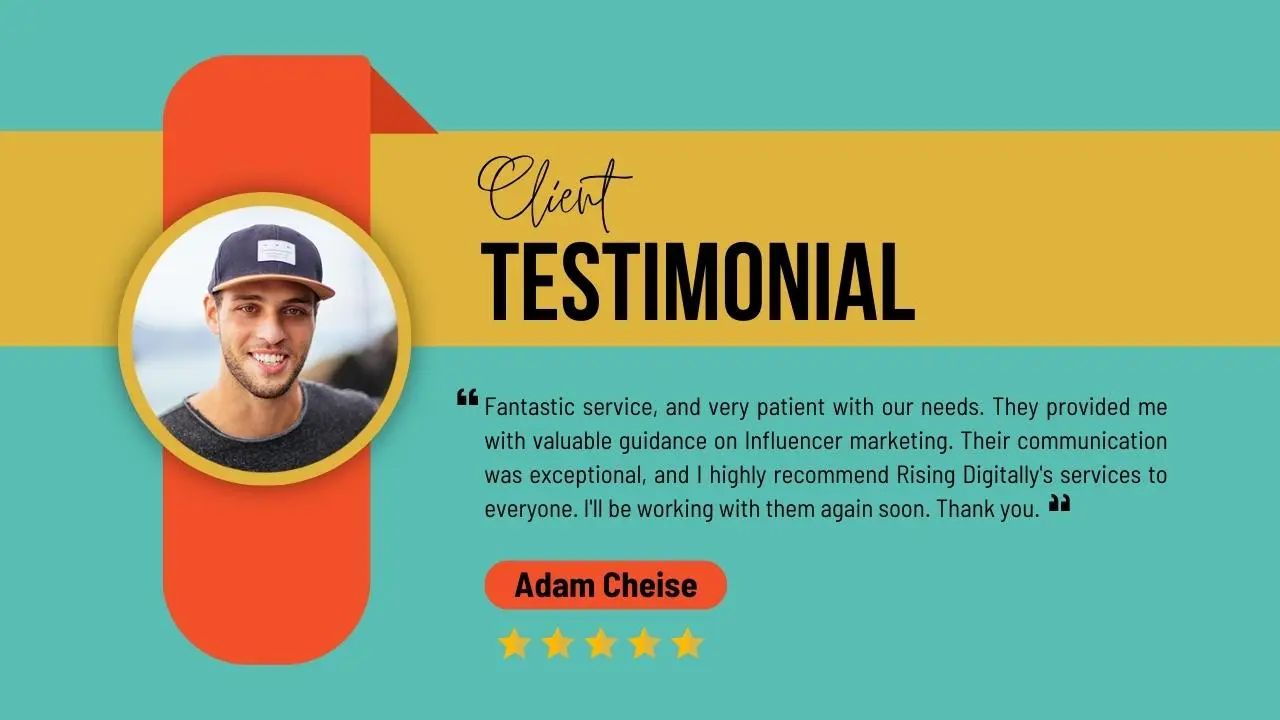 Client
TESTIMONIAL
❝ Fantastic service, and very patient with our needs. They provided me
with valuable guidance on Influencer marketing. Their communication
was exceptional, and I highly recommend Rising Digitally's services to
everyone. I'll be working with them again soon. Thank you. ❞
Adam Cheise